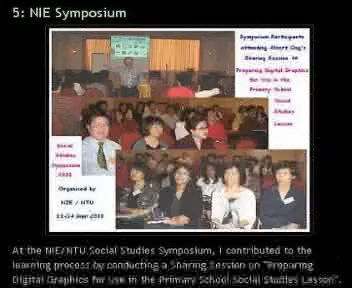 5: NIE Symposium
Symposium Participants
attending Albert Ong's
Sharing Session on
Preparing Digital Graphics
for Use in the
Primary School
Social
Studies
Lesson
Social
Studies
Symposium
Organised by
NIE / NTU
At the NIE/NTU Social Studies Symposium, I contributed to the
learning process by conducting a Sharing Session on "Preparing
Digital Graphics for use in the Primary School Social Studies Lesson".